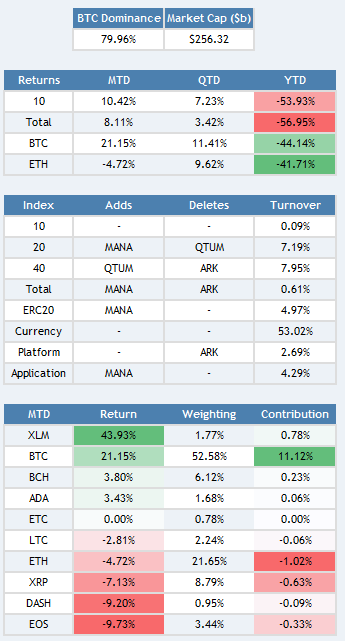 BTC Dominance Market Cap ($b)
79.96% $256.32
Returns MTD QTD YTD
10 10.42% 7.23% -53.93%
Total 8.11% 3.42% -56.95%
BTC 21.15% 11.41% -44.14%
ETH -4.72% 9.62% -41.71%
Index Adds Deletes Turnover
10 - - 0.09%
20 MANA QTUM 7.19%
40 QTUM ARK 7.95%
Total MANA ARK 0.61%
ERC20 MANA - 4.97%
Currency - - 53.02%
Platform - ARK 2.69%
Application MANA - 4.29%
MTD Return Weighting Contribution
XLM 43.93% 1.77% 0.78%
BTC 21.15% 52.58% 11.12%
BCH 3.80% 6.12% 0.23%
ADA 3.43% 1.68% 0.06%
ETC 0.00% 0.78% 0.00%
LTC -2.81% 2.24% -0.06%
ETH -4.72% 21.65% -1.02%
XRP -7.13% 8.79% -0.63%
DASH -9.20% 0.95% -0.09%
EOS -9.73% 3.44% -0.33%